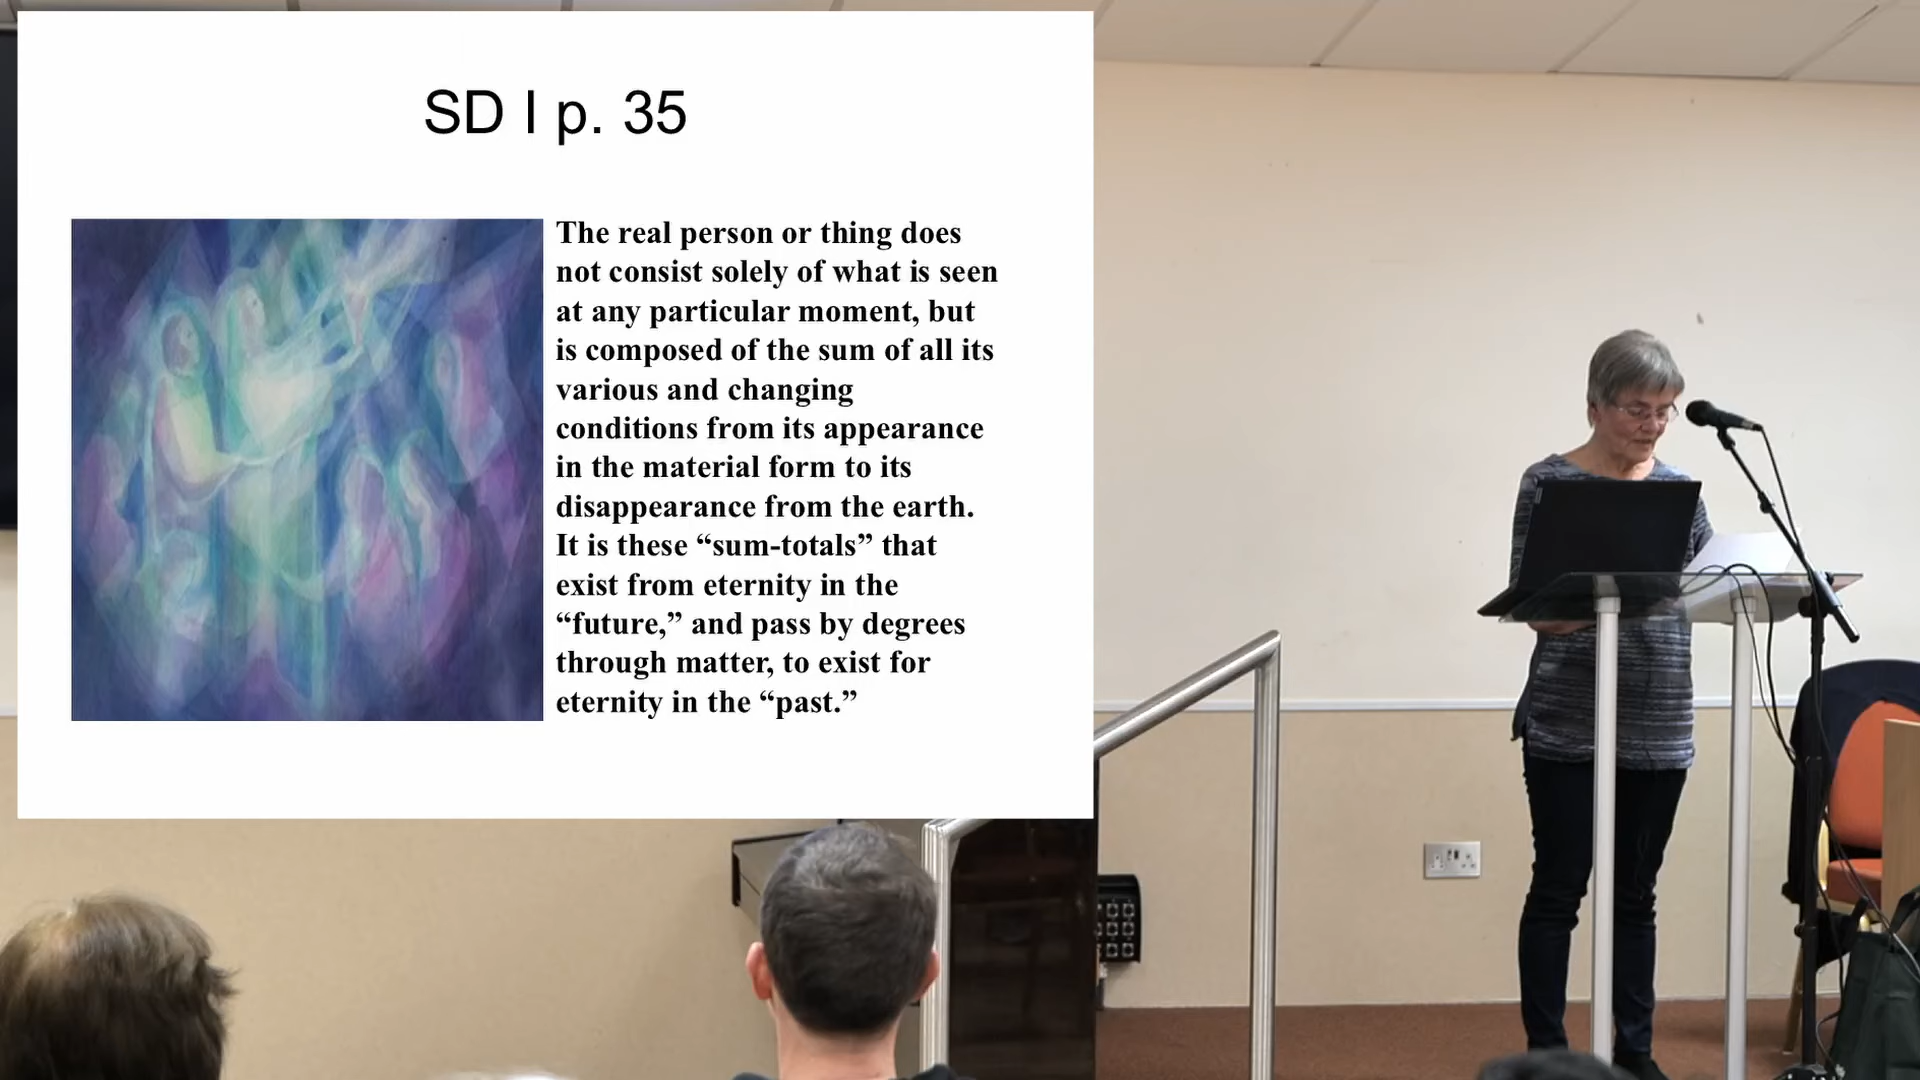 SD I p. 35
The real person or thing does
not consist solely of what is seen
at any particular moment, but
is composed of the sum of all its
various and changing
conditions from its appearance
in the material form to its
disappearance from the earth.
It is these “sum-totals” that
exist from eternity in the
“future,” and pass by degrees
through matter, to exist for
eternity in the “past.”